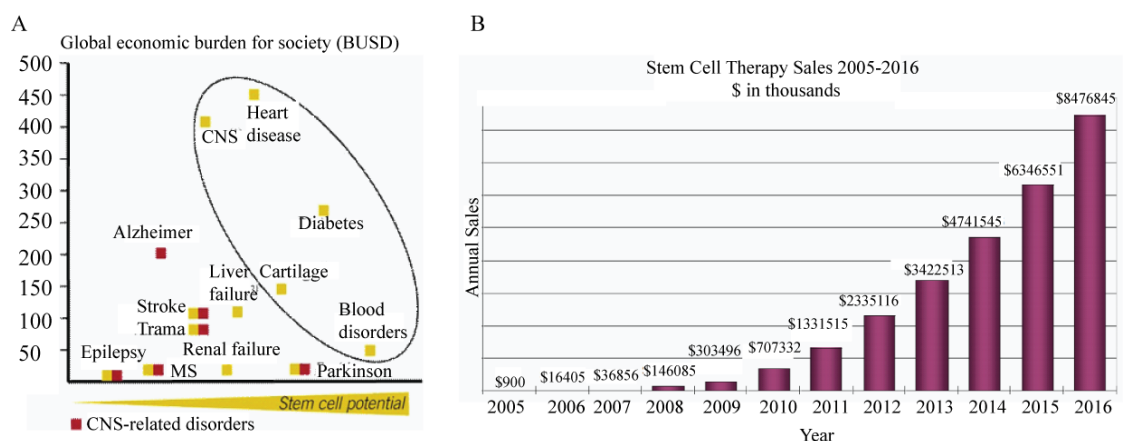 A
Global economic burden for society (BUSD)
500
450
400
350
300
250
200
150
100
50
Heart
disease
CNS
Diabetes
Alzheimer
Liver
failure
Cartilage
Stroke
Trama
Blood
disorders
Epilepsy
MS
Renal failure
Parkinson
Stem cell potential
CNS-related disorders
B
Stem Cell Therapy Sales 2005-2016
$ in thousands
Annual Sales
$900
$16405
$36856
$146085
$303496
$707332
$1331515
$2335116
$3422513
$4741545
$6346551
$8476845
2005 2006 2007 2008 2009 2010 2011 2012 2013 2014 2015 2016
Year